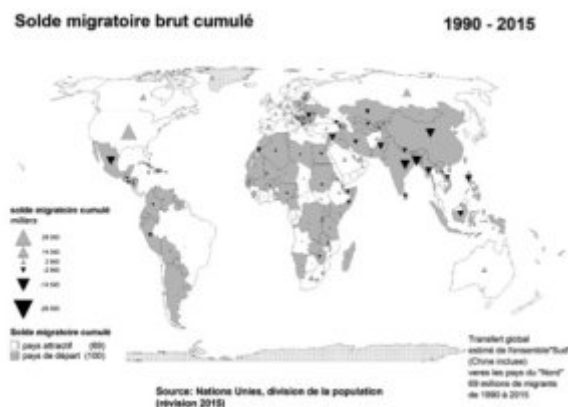 Solde migratoire brut cumulé
1990 - 2015
solde migratoire cumulé
milliers
Solde migratoire cumulé
pays attractif (69)
pays de départ (100)
Transfert global
estimé de l'ensemble"Sud"
(Chine incluse)
veres les pays du "Nord"
69 millions de migrants
de 1990 à 2015
Source: Nations Unies, division de la population
(révision 2015)